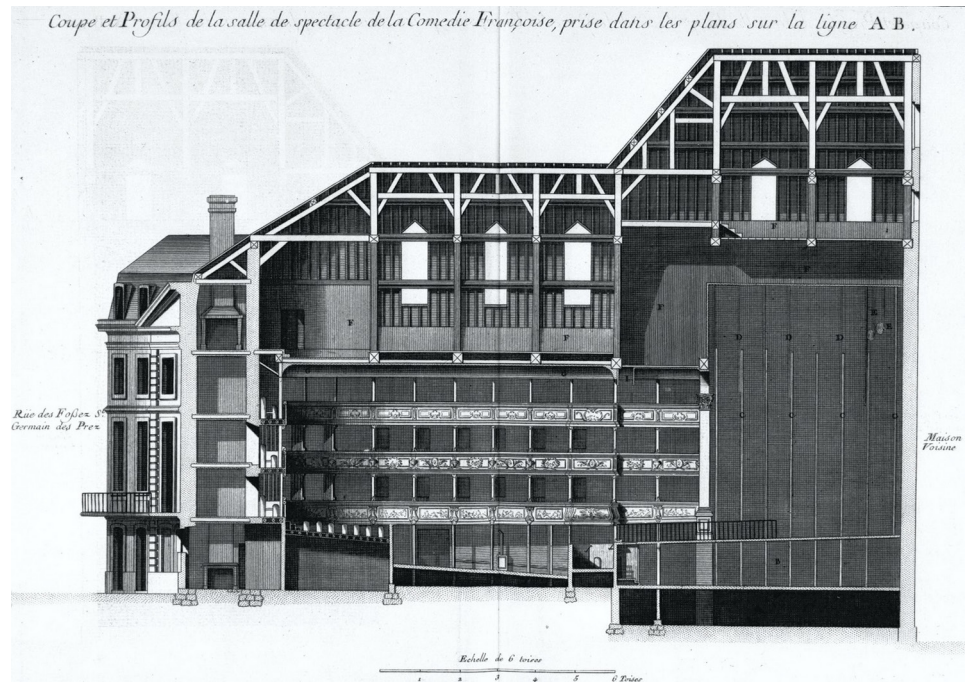 Coupe et Profils de la salle de spectacle de la Comedie Françoise, prise dans les plans sur la ligne A B.
F
F
F
F
F
E
E
D
D
D
G
G
I
Rüe des Foßez St.
Germain des Prez
Maison
Voisine
B
Echelle de 6 toises
1 2 3 4 5 6 Toises